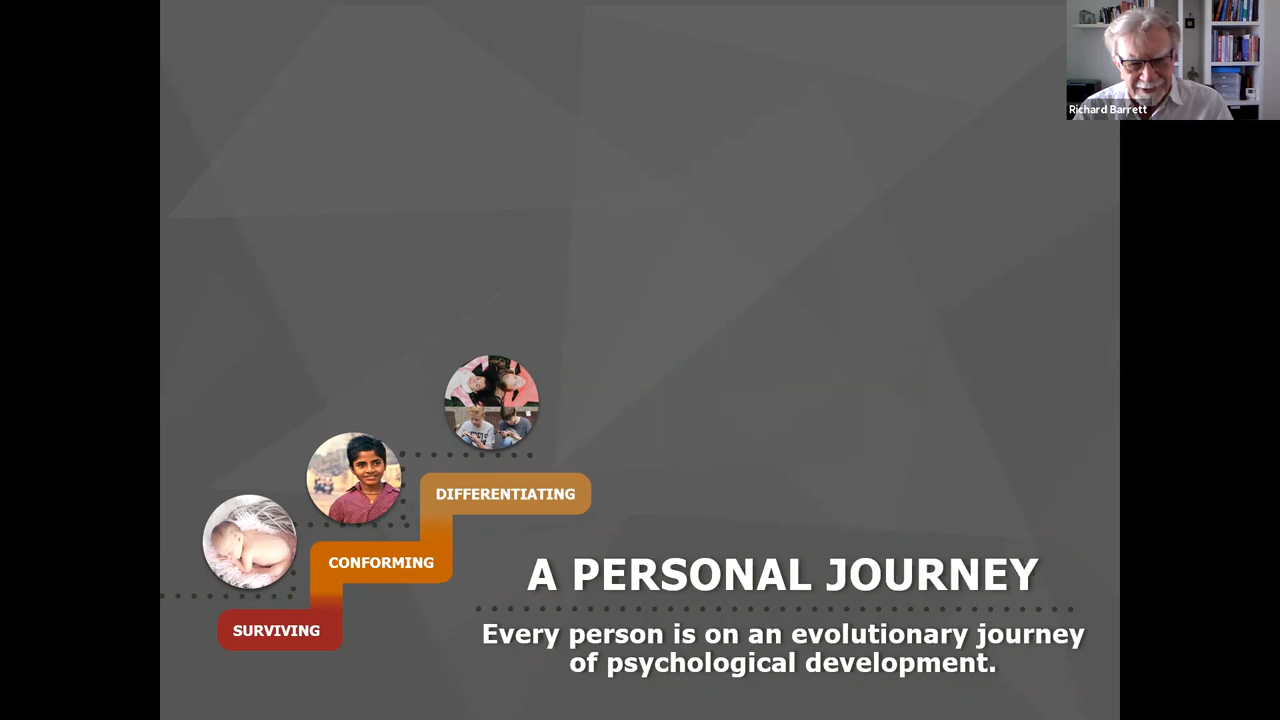 Richard Barrett
DIFFERENTIATING
CONFORMING
SURVIVING
A PERSONAL JOURNEY
Every person is on an evolutionary journey
of psychological development.